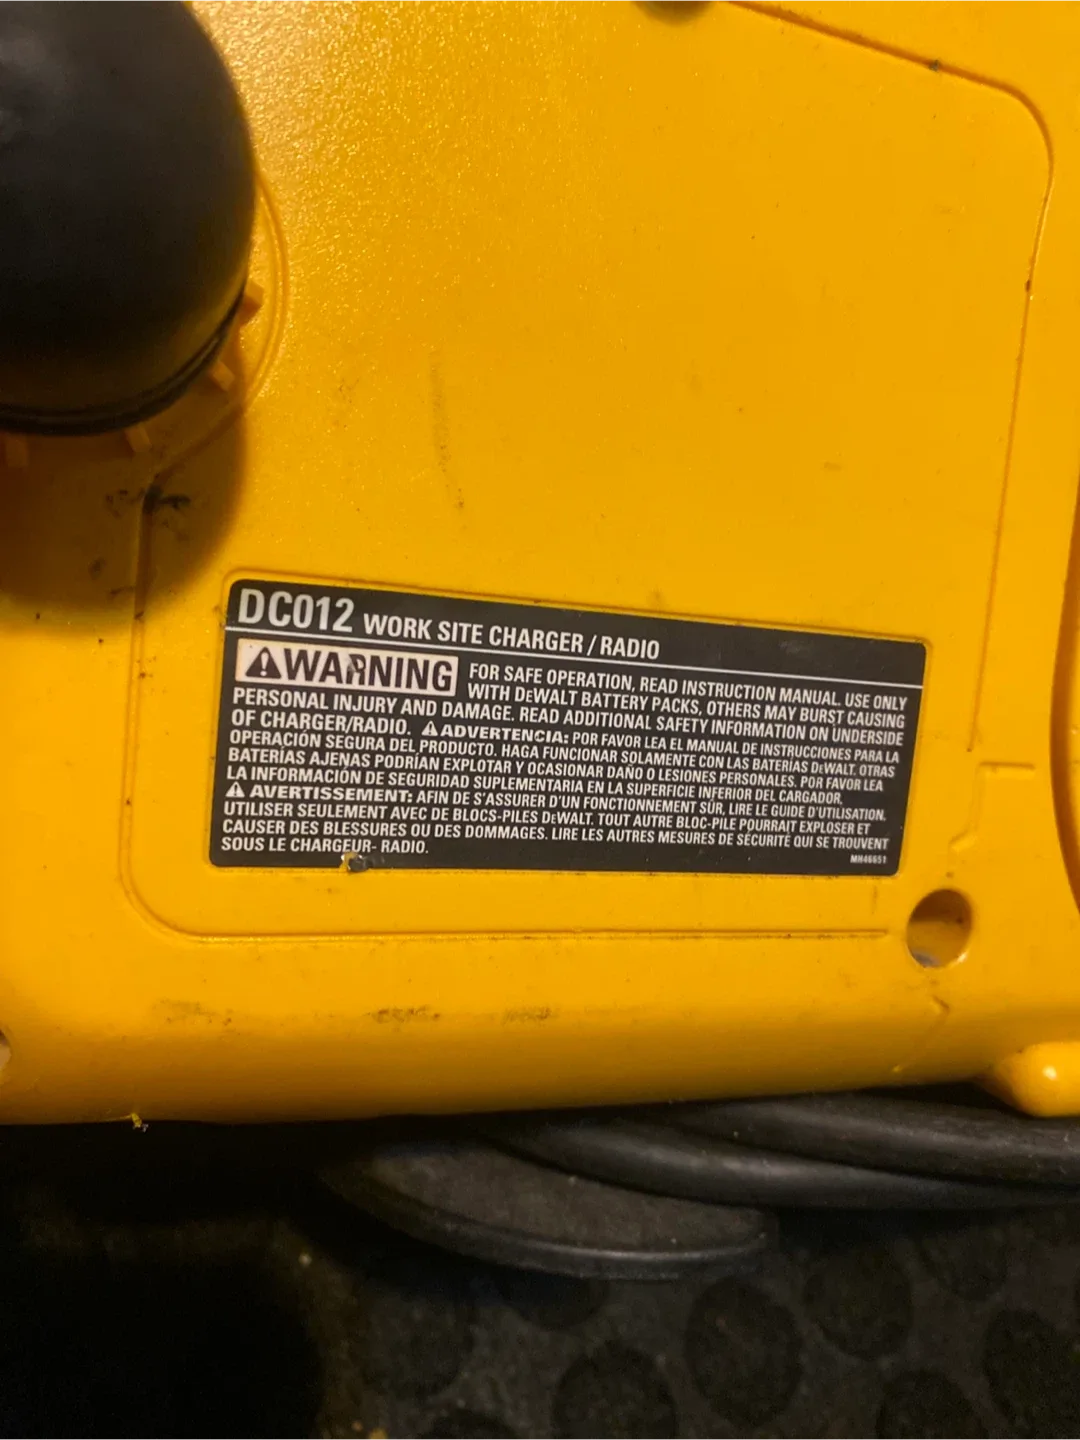 DC012 WORK SITE CHARGER / RADIO
⚠WARNING FOR SAFE OPERATION, READ INSTRUCTION MANUAL. USE ONLY
WITH DEWALT BATTERY PACKS, OTHERS MAY BURST CAUSING
PERSONAL INJURY AND DAMAGE. READ ADDITIONAL SAFETY INFORMATION ON UNDERSIDE
OF CHARGER/RADIO. ⚠ADVERTENCIA: POR FAVOR LEA EL MANUAL DE INSTRUCCIONES PARA LA
OPERACIÓN SEGURA DEL PRODUCTO. HAGA FUNCIONAR SOLAMENTE CON LAS BATERÍAS DEWALT. OTRAS
BATERÍAS AJENAS PODRÍAN EXPLOTAR Y OCASIONAR DAÑO O LESIONES PERSONALES. POR FAVOR LEA
LA INFORMACIÓN DE SEGURIDAD SUPLEMENTARIA EN LA SUPERFICIE INFERIOR DEL CARGADOR.
⚠ AVERTISSEMENT: AFIN DE S'ASSURER D'UN FONCTIONNEMENT SÛR, LIRE LE GUIDE D'UTILISATION.
UTILISER SEULEMENT AVEC DE BLOCS-PILES DEWALT. TOUT AUTRE BLOC-PILE POURRAIT EXPLOSER ET
CAUSER DES BLESSURES OU DES DOMMAGES. LIRE LES AUTRES MESURES DE SÉCURITÉ QUI SE TROUVENT
SOUS LE CHARGEUR- RADIO.
MH46651